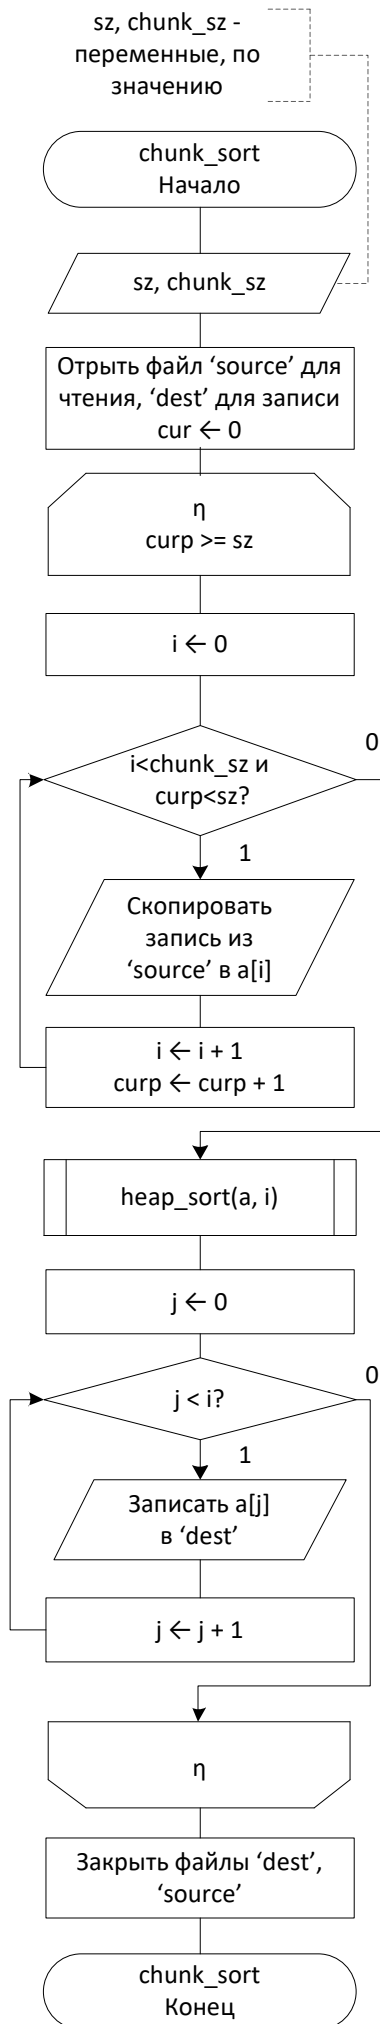 sz, chunk_sz -
переменные, по
значению
chunk_sort
Начало
sz, chunk_sz
Отрыть файл ‘source’ для
чтения, ‘dest’ для записи
cur ← 0
η
curp >= sz
i ← 0
0
i<chunk_sz и
curp<sz?
1
Скопировать
запись из
‘source’ в a[i]
i ← i + 1
curp ← curp + 1
heap_sort(a, i)
j ← 0
0
j < i?
1
Записать a[j]
в ‘dest’
j ← j + 1
η
Закрыть файлы ‘dest’,
‘source’
chunk_sort
Конец